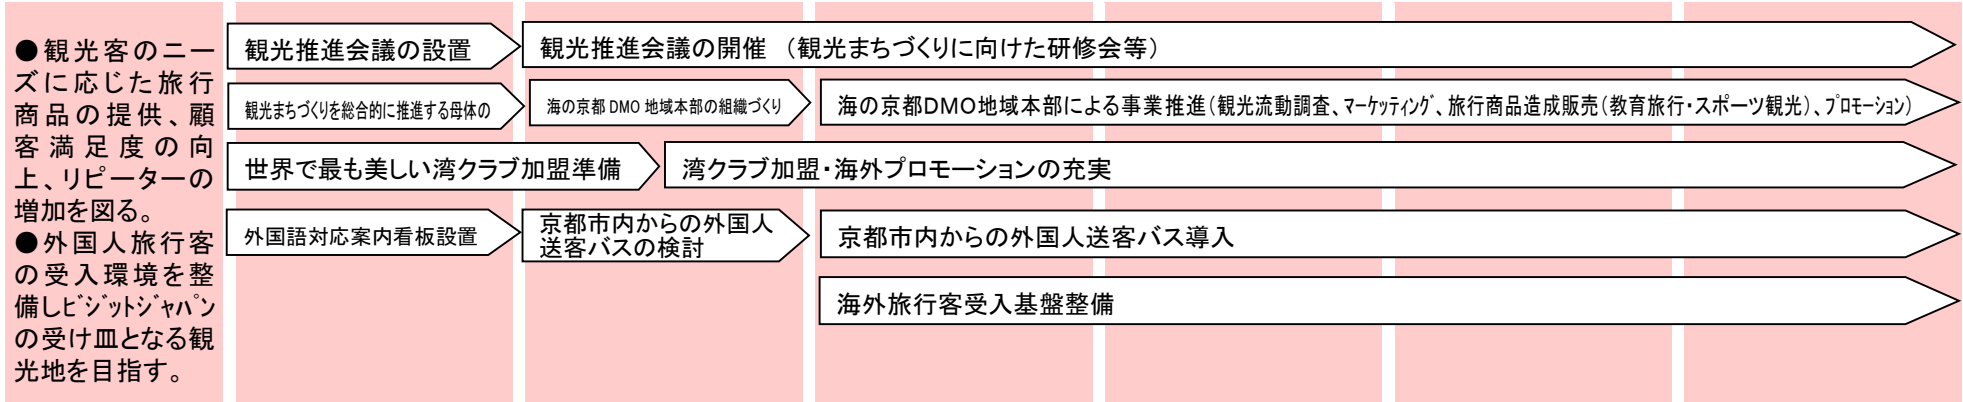 ●観光客のニー
ズに応じた旅行
商品の提供、顧
客満足度の向
上、リピーターの
増加を図る。
●外国人旅行客
の受入環境を整
備しﾋﾞｼﾞｯﾄｼﾞｬﾊﾟﾝ
の受け皿となる観
光地を目指す。
観光推進会議の設置
観光推進会議の開催　（観光まちづくりに向けた研修会等）
観光まちづくりを総合的に推進する母体の
海の京都 DMO 地域本部の組織づくり
海の京都DMO地域本部による事業推進（観光流動調査、ﾏｰｹｯﾃｨﾝｸﾞ、旅行商品造成販売（教育旅行・スポーツ観光）、ﾌﾟﾛﾓｰｼｮﾝ）
世界で最も美しい湾クラブ加盟準備
湾クラブ加盟・海外プロモーションの充実
外国語対応案内看板設置
京都市内からの外国人
送客バスの検討
京都市内からの外国人送客バス導入
海外旅行客受入基盤整備